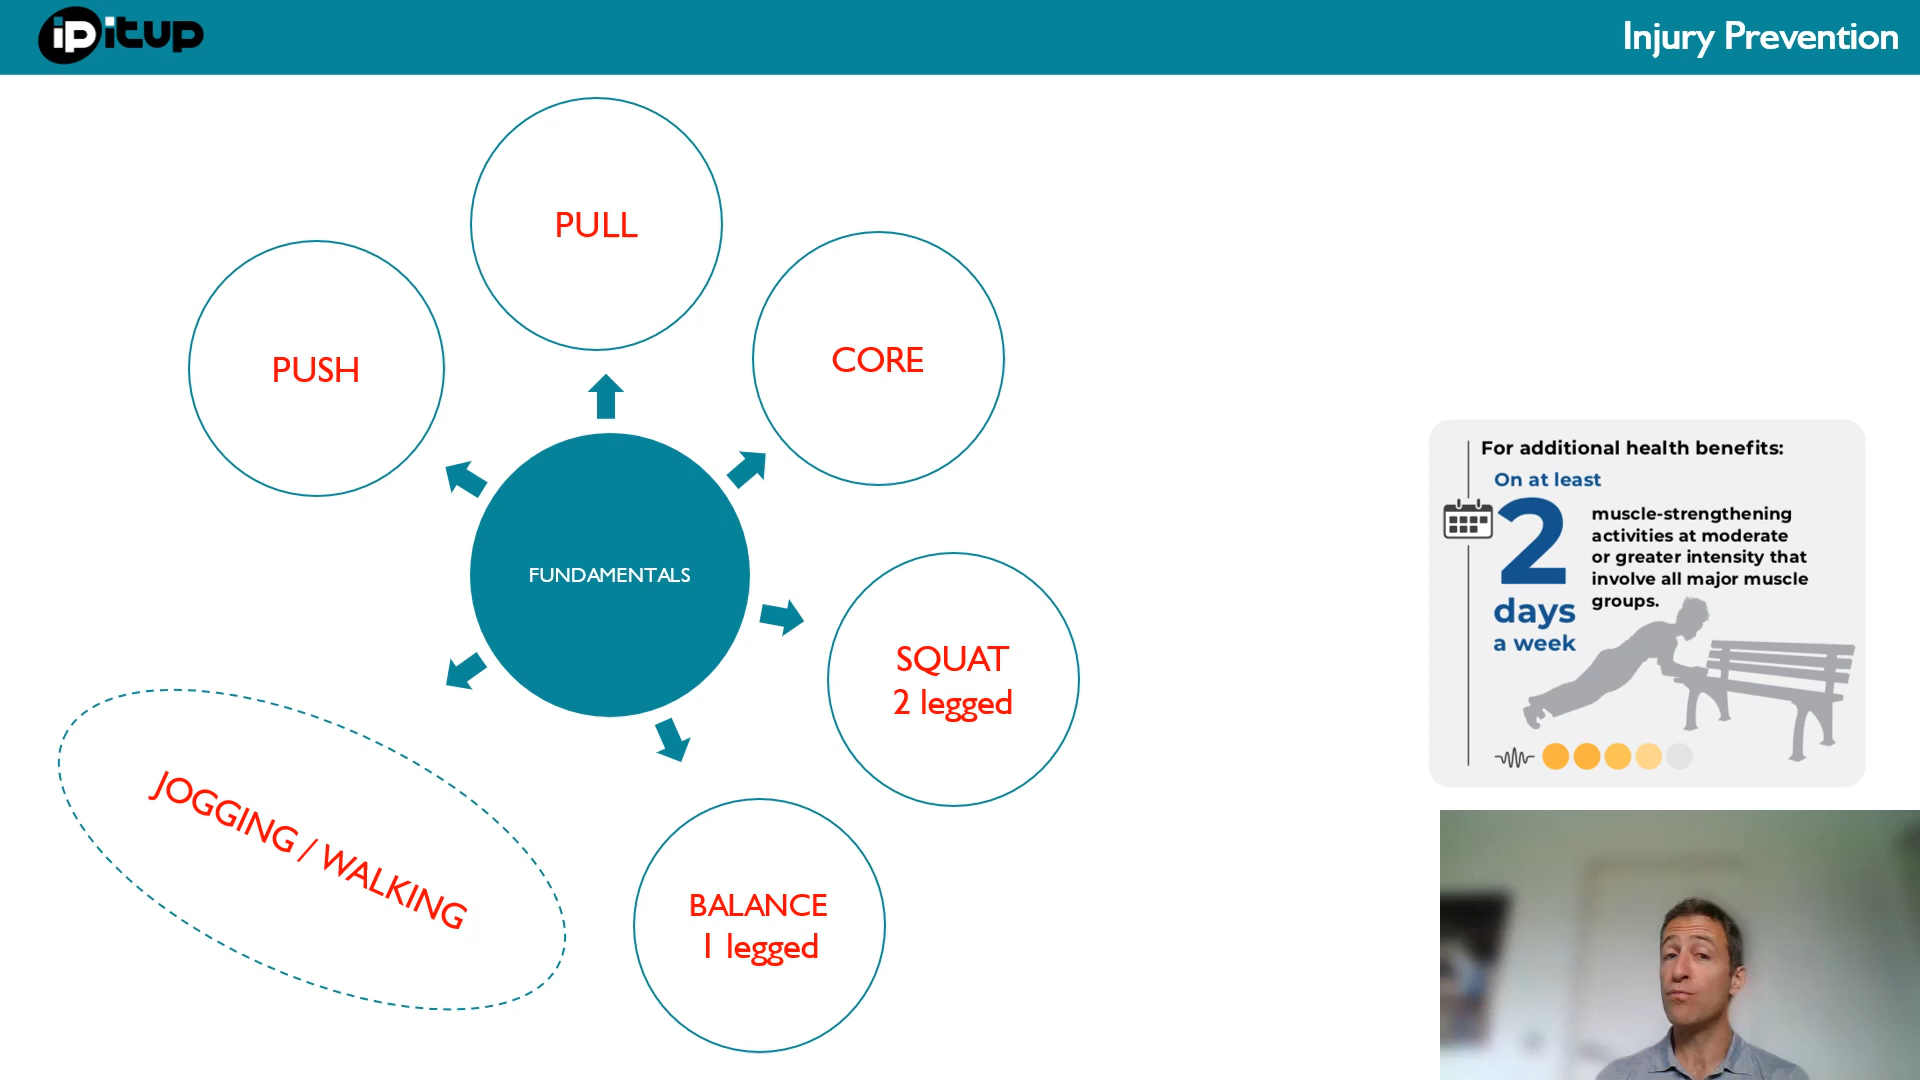 ipitup
Injury Prevention
PULL
PUSH
CORE
FUNDAMENTALS
SQUAT
2 legged
BALANCE
1 legged
JOGGING / WALKING
For additional health benefits:
On at least
2
days
a week
muscle-strengthening
activities at moderate
or greater intensity that
involve all major muscle
groups.